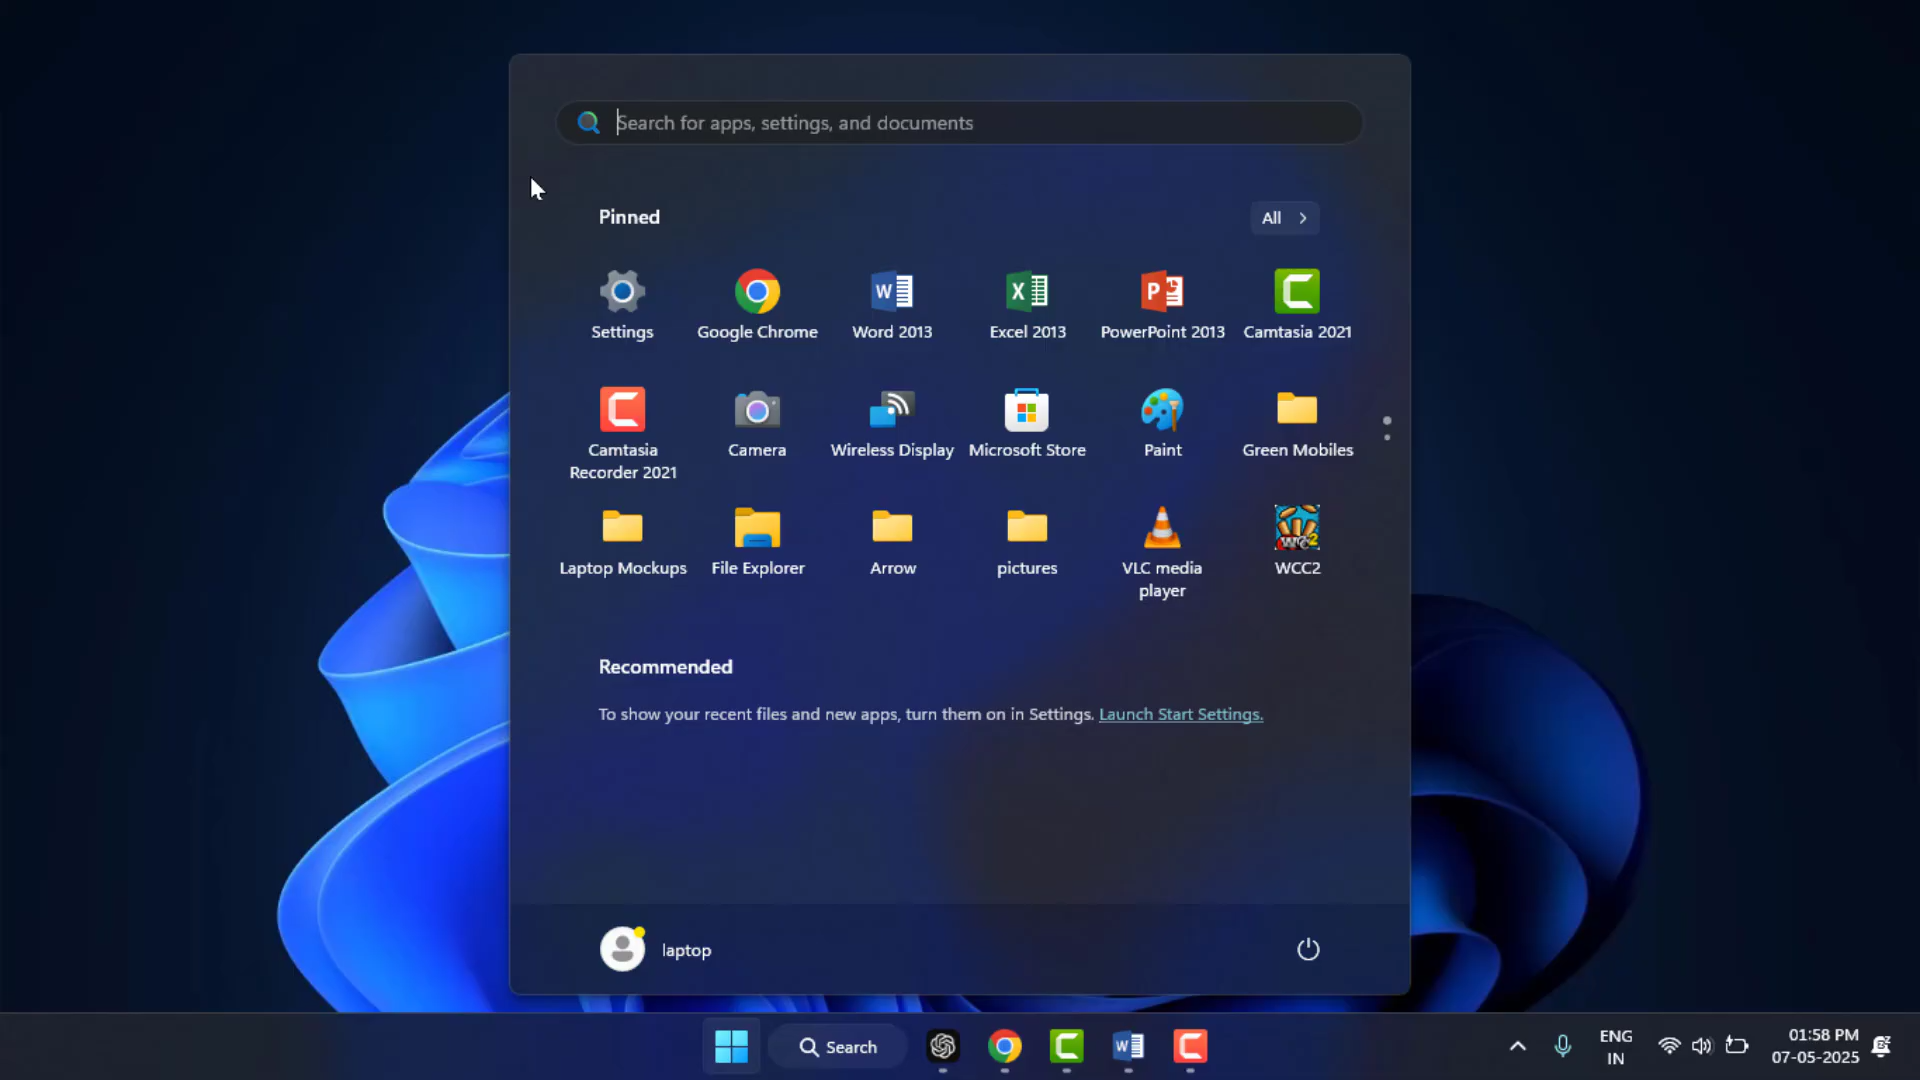 Search for apps, settings, and documents
Pinned
All
Settings
Google Chrome
Word 2013
Excel 2013
PowerPoint 2013
Camtasia 2021
Camtasia
Recorder 2021
Camera
Wireless Display
Microsoft Store
Paint
Green Mobiles
Laptop Mockups
File Explorer
Arrow
pictures
VLC media
player
WCC2
Recommended
To show your recent files and new apps, turn them on in Settings. Launch Start Settings.
laptop
Search
ENG
IN
01:58 PM
07-05-2025